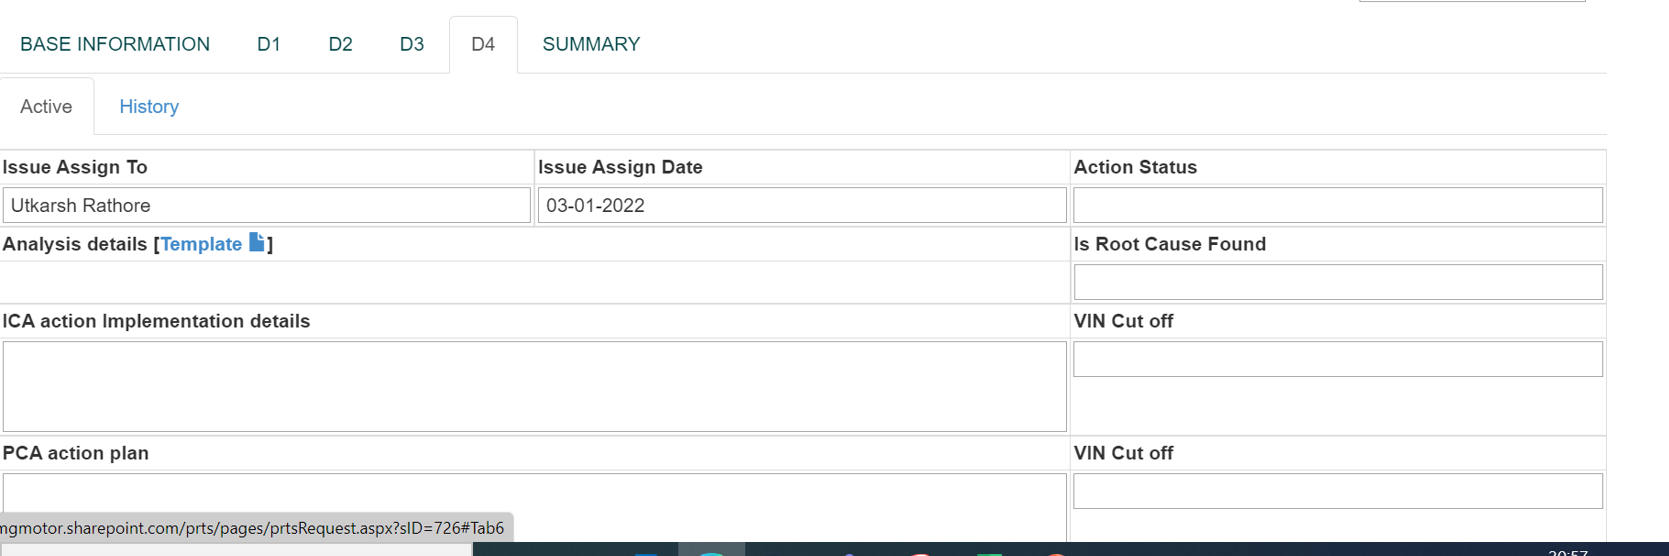 BASE INFORMATION D1 D2 D3 D4 SUMMARY
Active History
Issue Assign To Issue Assign Date Action Status
Utkarsh Rathore 03-01-2022
Analysis details [Template ] Is Root Cause Found
ICA action Implementation details VIN Cut off
PCA action plan VIN Cut off
mgmotor.sharepoint.com/prts/pages/prtsRequest.aspx?sID=726#Tab6